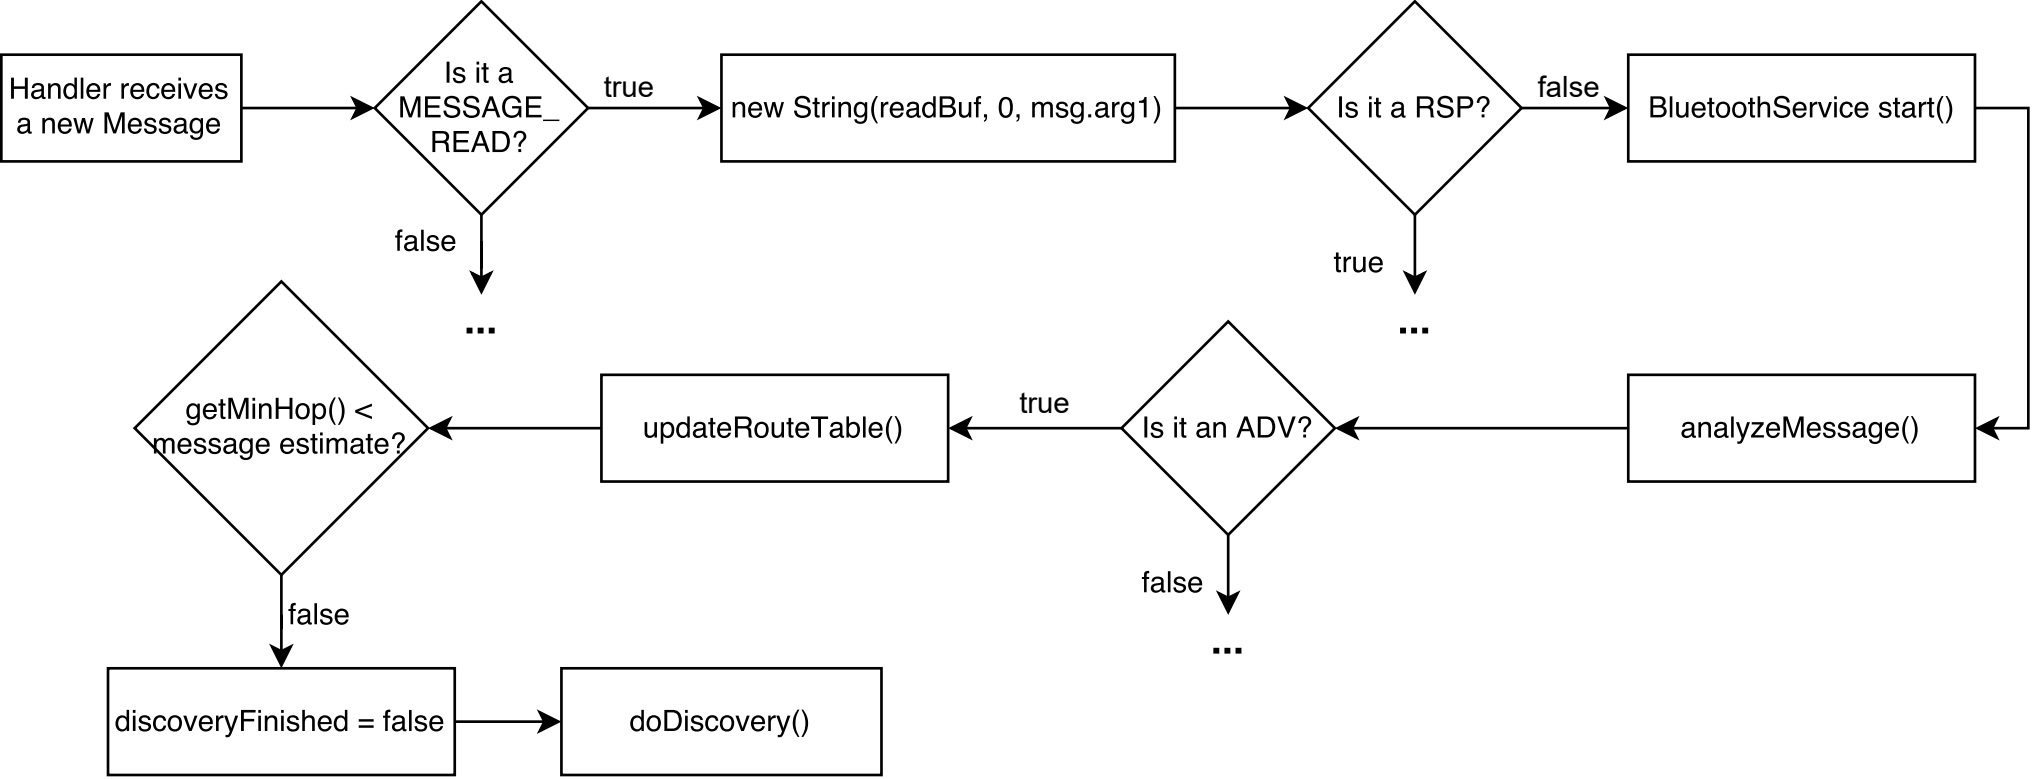 Handler receives
a new Message
Is it a
MESSAGE_
READ?
true
new String(readBuf, 0, msg.arg1)
Is it a RSP?
false
BluetoothService start()
false
...
true
...
getMinHop() <
message estimate?
updateRouteTable()
true
Is it an ADV?
analyzeMessage()
false
...
false
discoveryFinished = false
doDiscovery()